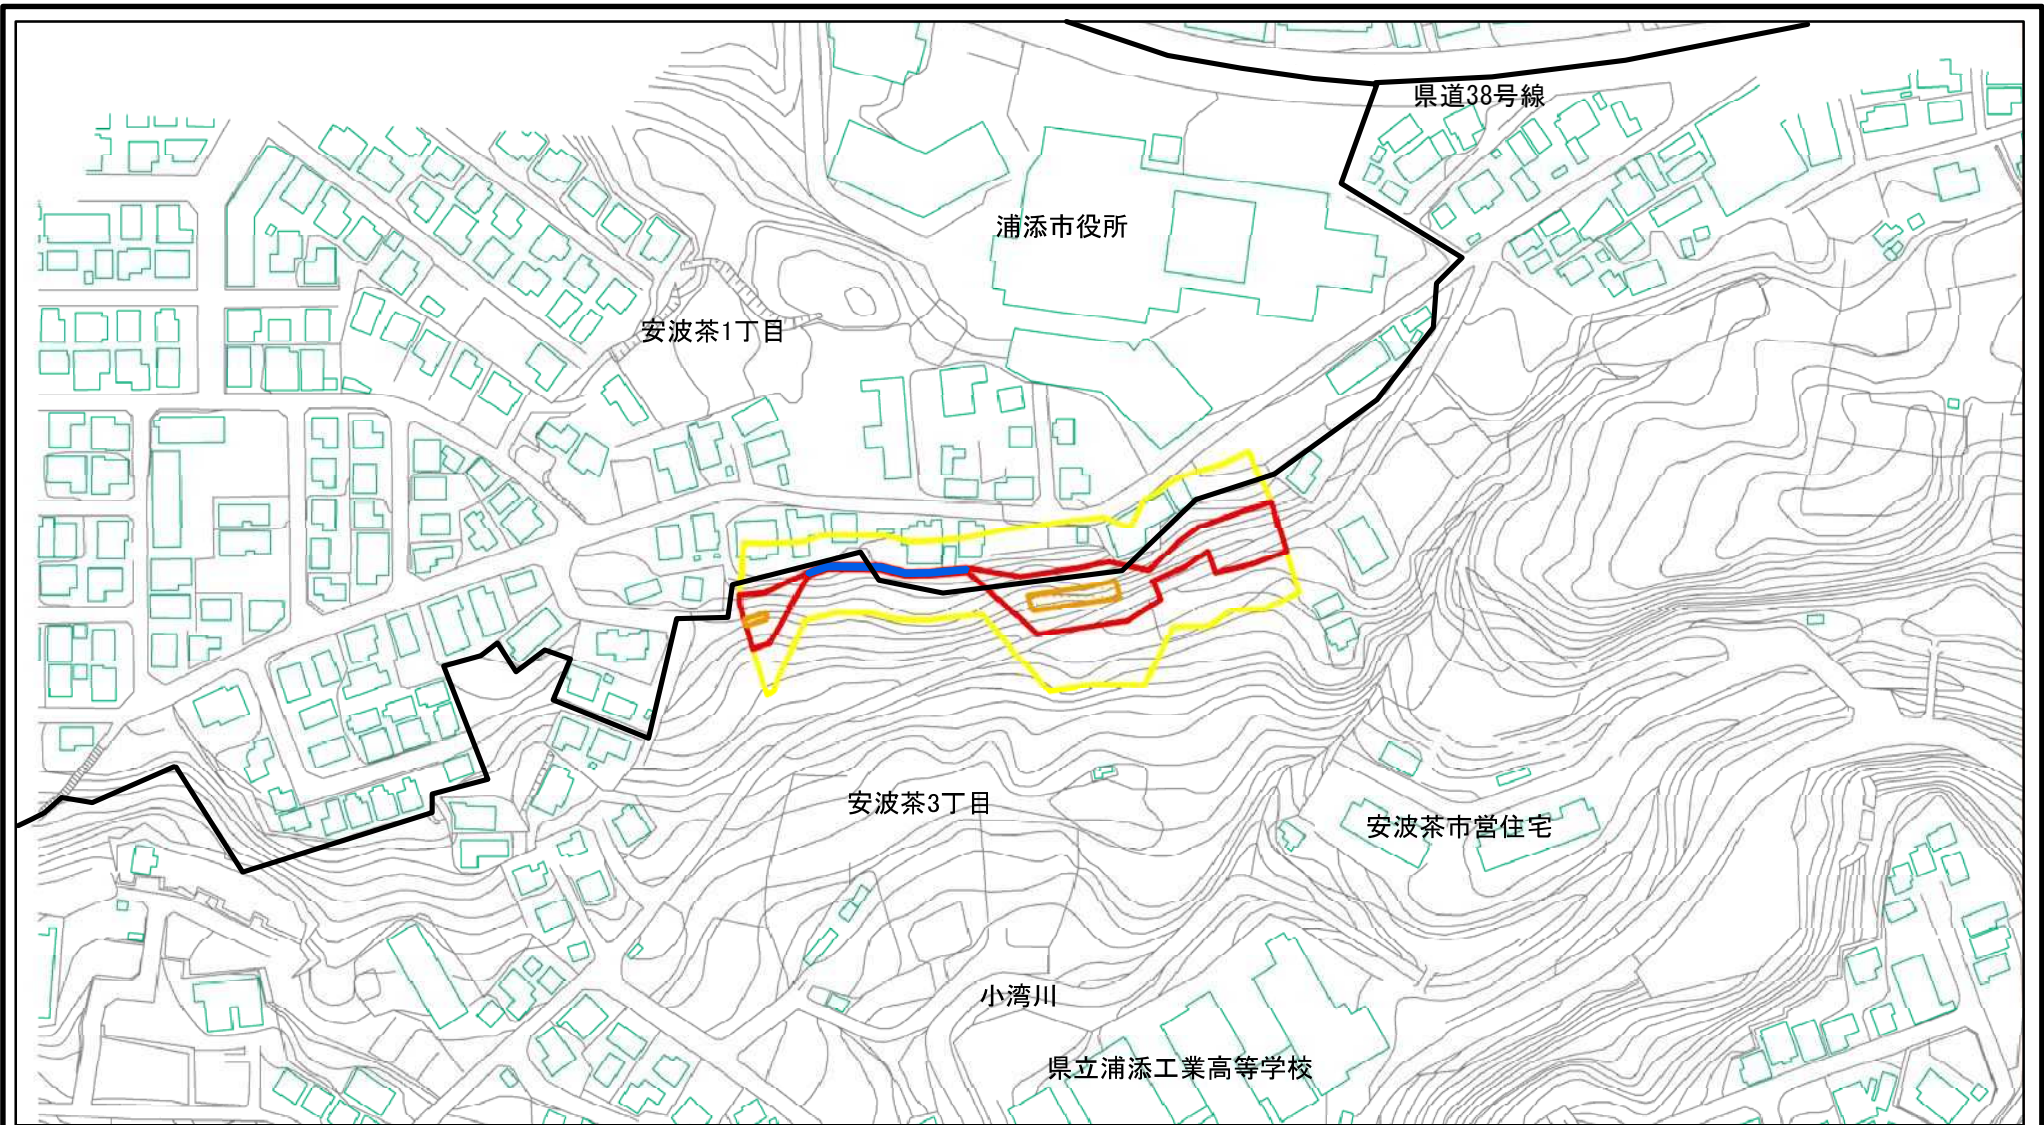 県道38号線
浦添市役所
安波茶1丁目
安波茶3丁目
安波茶市営住宅
小湾川
県立浦添工業高等学校